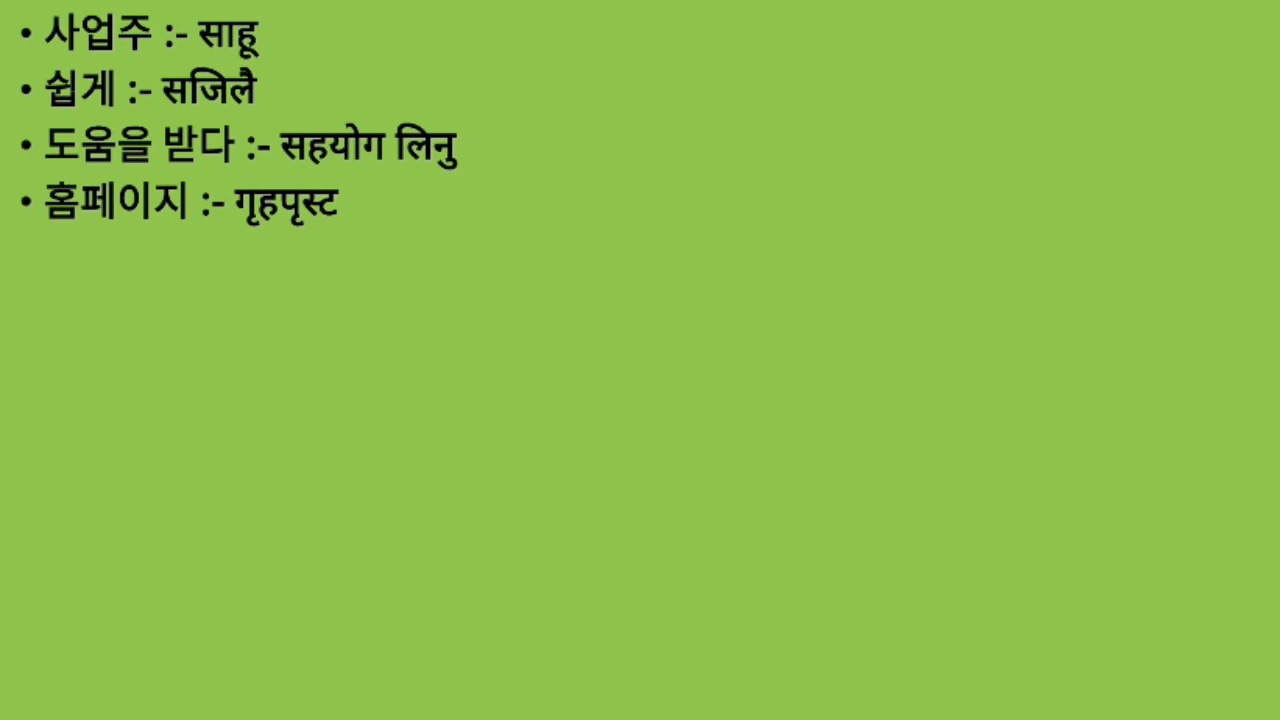 • 사업주 :- साहू
• 쉽게 :- सजिलै
• 도움을 받다 :- सहयोग लिनु
• 홈페이지 :- गृहपृस्ट